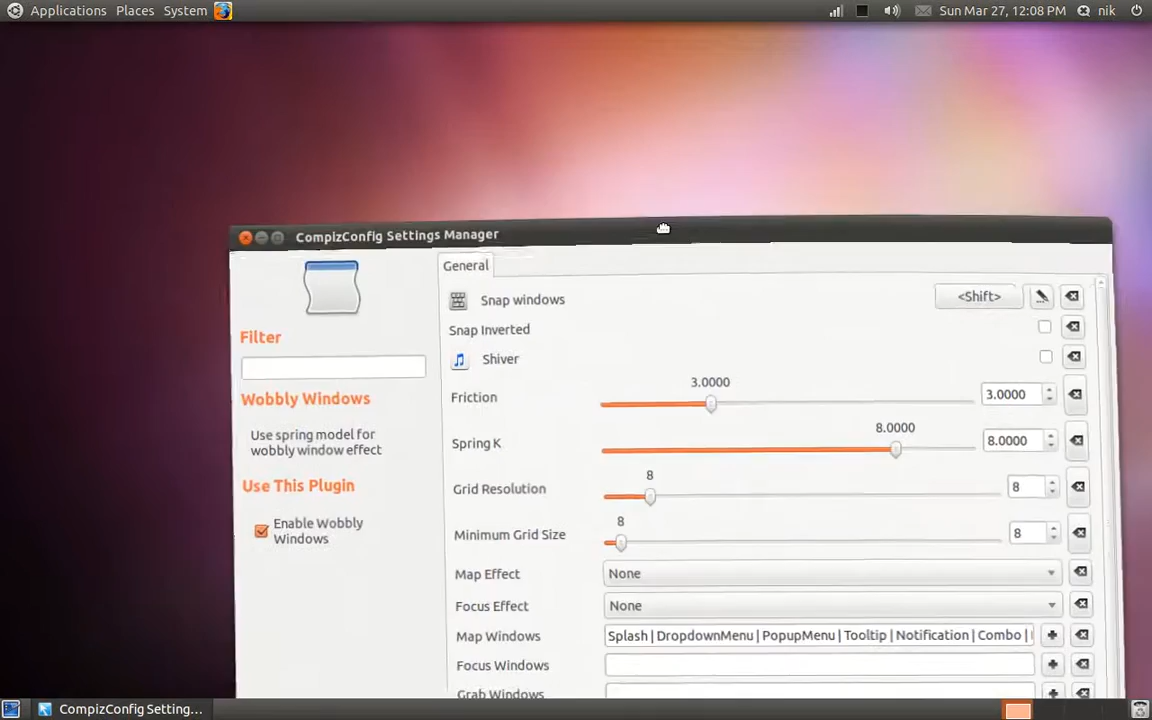 Applications Places System Sun Mar 27, 12:08 PM nik
CompizConfig Settings Manager
General
Snap windows <Shift>
Snap Inverted
Shiver
Filter
3.0000
Friction 3.0000
Wobbly Windows
8.0000
Use spring model for
wobbly window effect
Spring K 8.0000
8
Use This Plugin
Grid Resolution 8
8
Enable Wobbly
Windows
Minimum Grid Size 8
Map Effect None
Focus Effect None
Map Windows Splash | DropdownMenu | PopupMenu | Tooltip | Notification | Combo |
Focus Windows
Grab Windows
CompizConfig Setting...